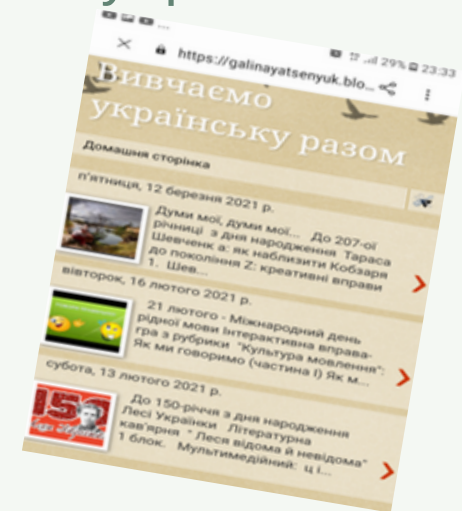 29% 23:33
https://galinayatsenyuk.blo...
Вивчаємо
українську разом
Домашня сторінка
п'ятниця, 12 березня 2021 р.
Думи мої, думи мої... До 207-ої
річниці з дня народження Тараса
Шевченк а: як наблизити Кобзаря
до покоління Z: креативні вправи
1. Шев...
вівторок, 16 лютого 2021 р.
21 лютого - Міжнародний день
рідної мови Інтерактивна вправа-
гра з рубрики "Культура мовлення":
Як ми говоримо (частина І) Як м...
субота, 13 лютого 2021 р.
До 150-річчя з дня народження
Лесі Українки Літературна
кав'ярня " Леся відома й невідома"
1 блок. Мультимедійний: ц і...
150